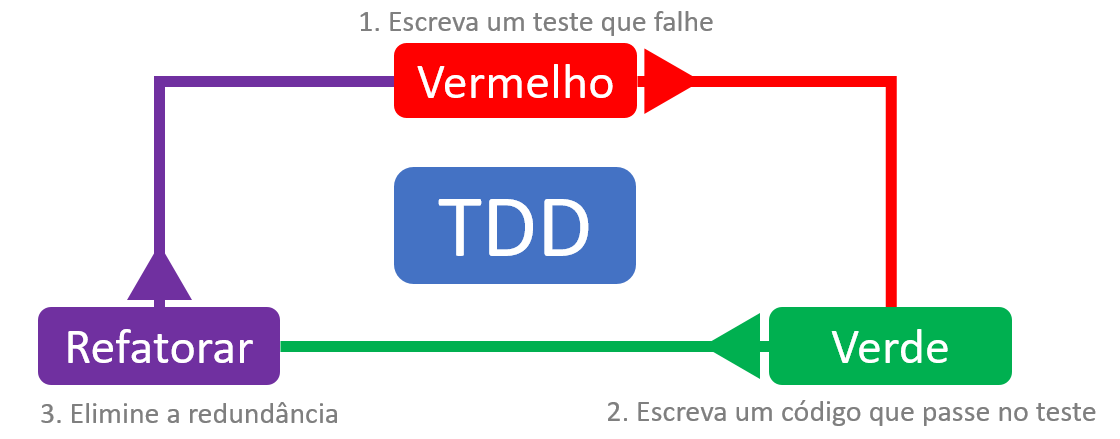 1. Escreva um teste que falhe
Vermelho
TDD
Refatorar
Verde
3. Elimine a redundância
2. Escreva um código que passe no teste